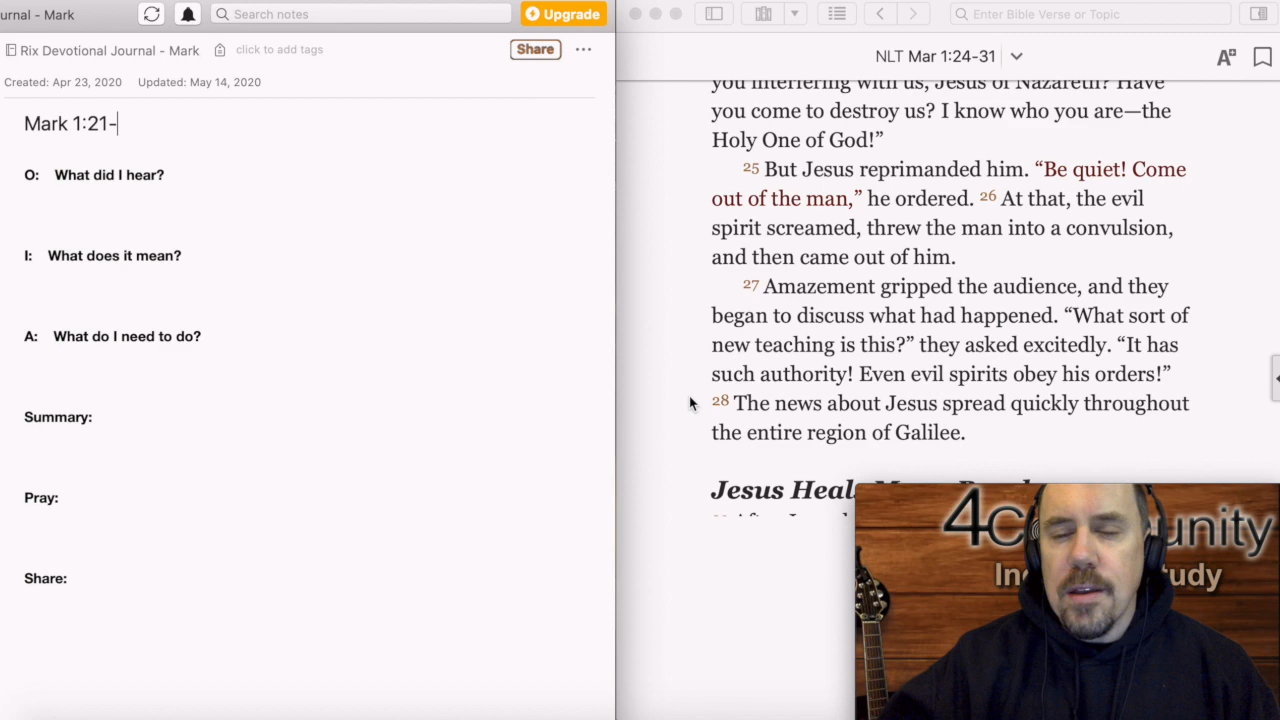 urnal - Mark
Search notes
Upgrade
Rix Devotional Journal - Mark
click to add tags
Share
Created: Apr 23, 2020
Updated: May 14, 2020
Mark 1:21-
O: What did I hear?
I: What does it mean?
A: What do I need to do?
Summary:
Pray:
Share:
Enter Bible Verse or Topic
NLT Mar 1:24-31
A
you interfering with us, Jesus of Nazareth? Have
you come to destroy us? I know who you are—the
Holy One of God!”
25 But Jesus reprimanded him. “Be quiet! Come
out of the man,” he ordered. 26 At that, the evil
spirit screamed, threw the man into a convulsion,
and then came out of him.
27 Amazement gripped the audience, and they
began to discuss what had happened. “What sort of
new teaching is this?” they asked excitedly. “It has
such authority! Even evil spirits obey his orders!”
28 The news about Jesus spread quickly throughout
the entire region of Galilee.
Jesus Heal
4C unity
In tudy